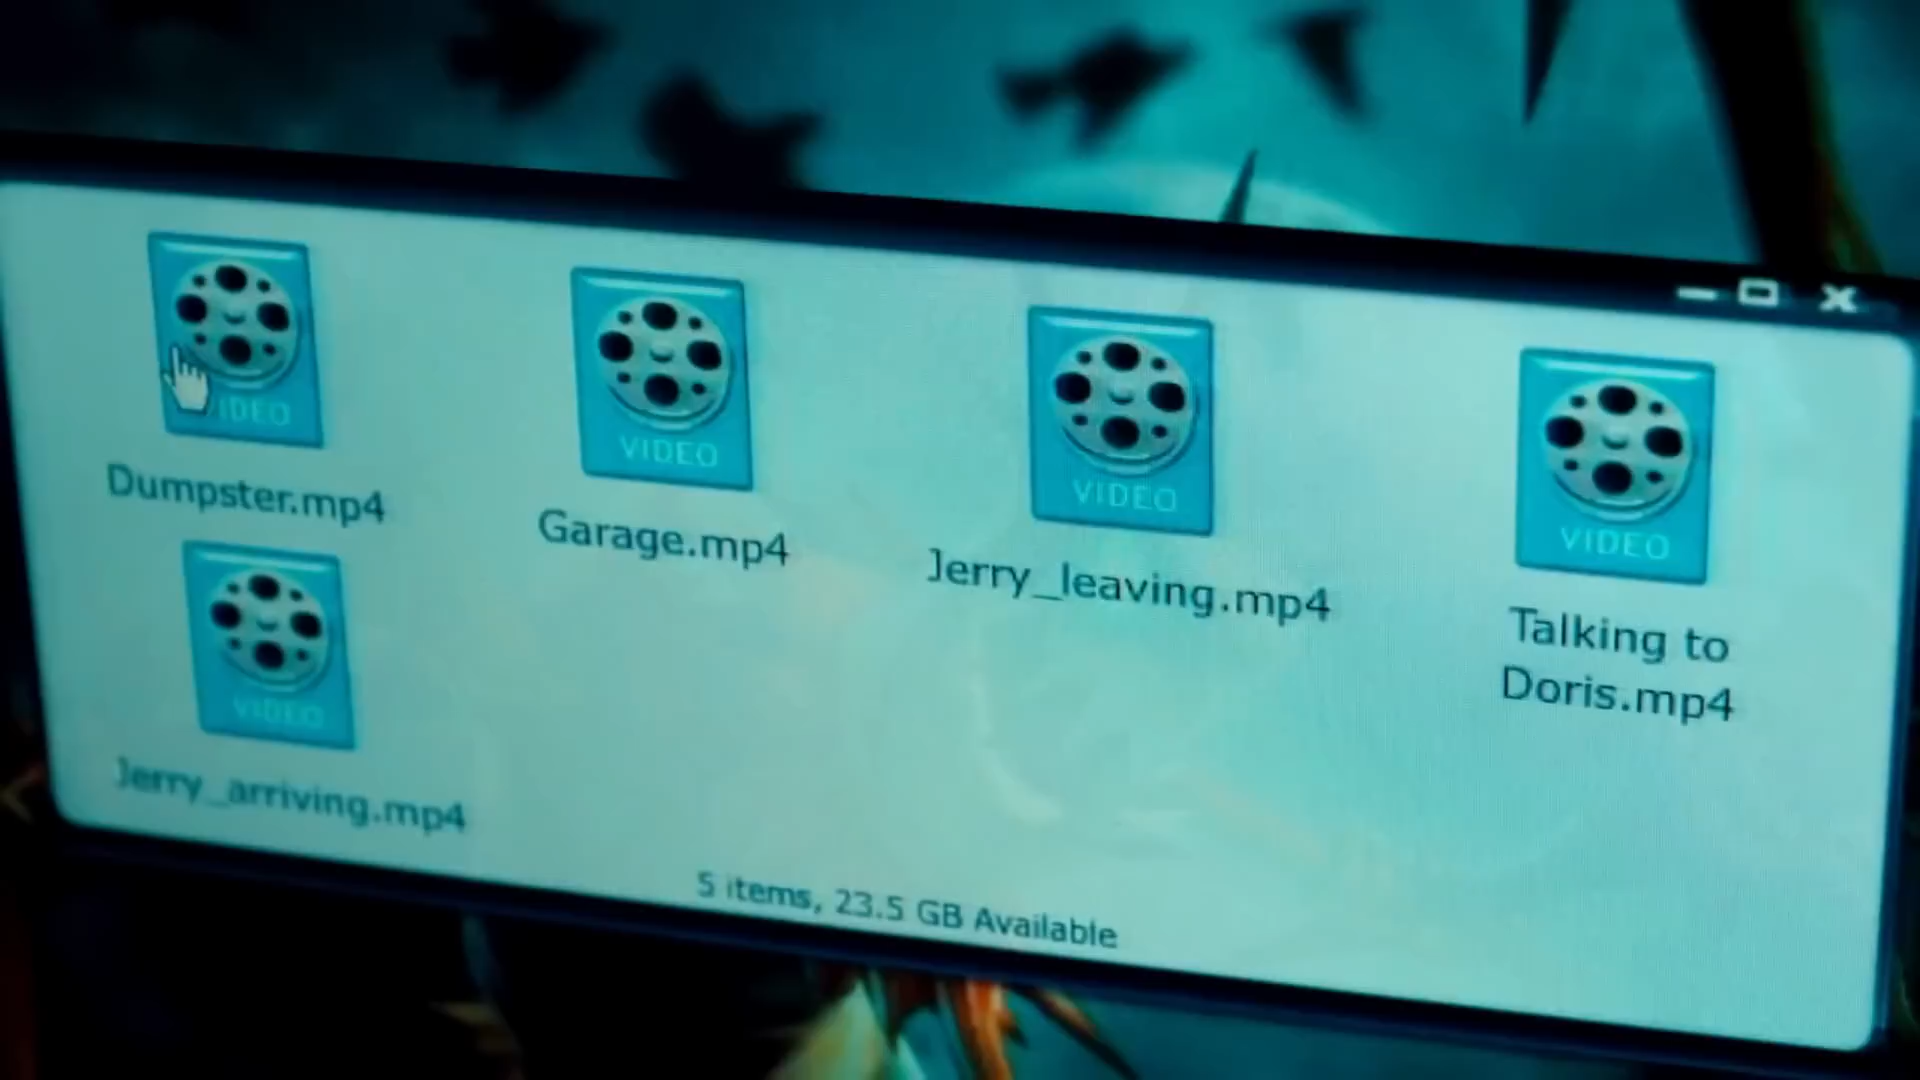 VIDEO
Dumpster.mp4
VIDEO
Garage.mp4
VIDEO
Jerry_leaving.mp4
VIDEO
Talking to
Doris.mp4
VIDEO
Jerry_arriving.mp4
5 items, 23.5 GB Available